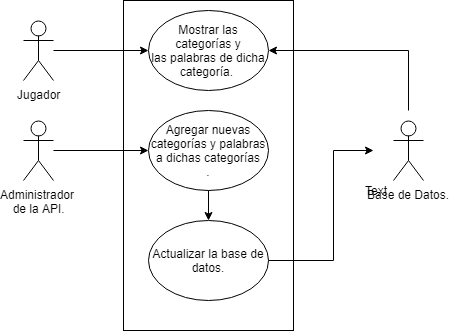 Mostrar las
categorías y
las palabras de dicha
categoría.
Jugador
Agregar nuevas
categorías y palabras
a dichas categorías
.
Administrador
de la API.
Text
Base de Datos.
Actualizar la base de
datos.